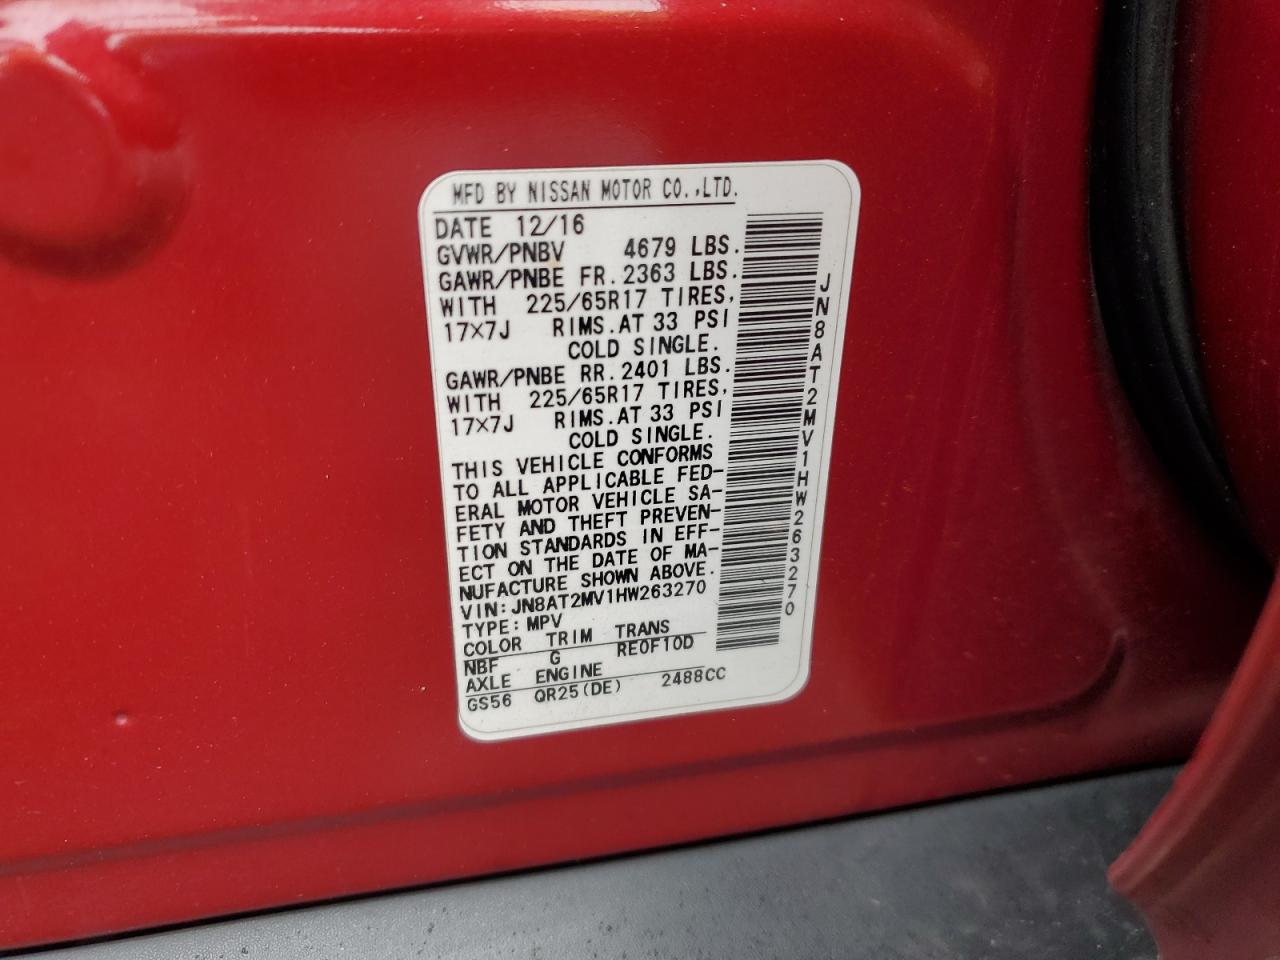 MFD BY NISSAN MOTOR CO.,LTD.
DATE 12/16
GVWR/PNBV 4679 LBS.
GAWR/PNBE FR. 2363 LBS.
WITH 225/65R17 TIRES,
17×7J RIMS. AT 33 PSI
COLD SINGLE.
GAWR/PNBE RR. 2401 LBS.
WITH 225/65R17 TIRES,
17×7J RIMS. AT 33 PSI
COLD SINGLE.
THIS VEHICLE CONFORMS
TO ALL APPLICABLE FED-
ERAL MOTOR VEHICLE SA-
FETY AND THEFT PREVEN-
TION STANDARDS IN EFF-
ECT ON THE DATE OF MA-
NUFACTURE SHOWN ABOVE.
VIN: JN8AT2MV1HW263270
TYPE: MPV
COLOR TRIM TRANS
NBF G RE0F10D
AXLE ENGINE
GS56 QR25(DE) 2488CC
JN8AT2MV1HW263270